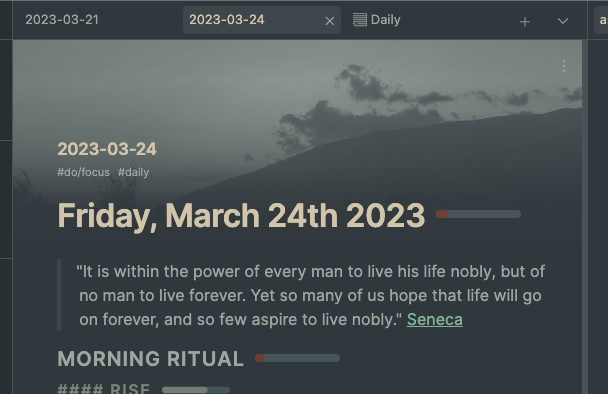 2023-03-21
2023-03-24
Daily
2023-03-24
#do/focus #daily
Friday, March 24th 2023
"It is within the power of every man to live his life nobly, but of
no man to live forever. Yet so many of us hope that life will go
on forever, and so few aspire to live nobly." Seneca
MORNING RITUAL
#### RISE